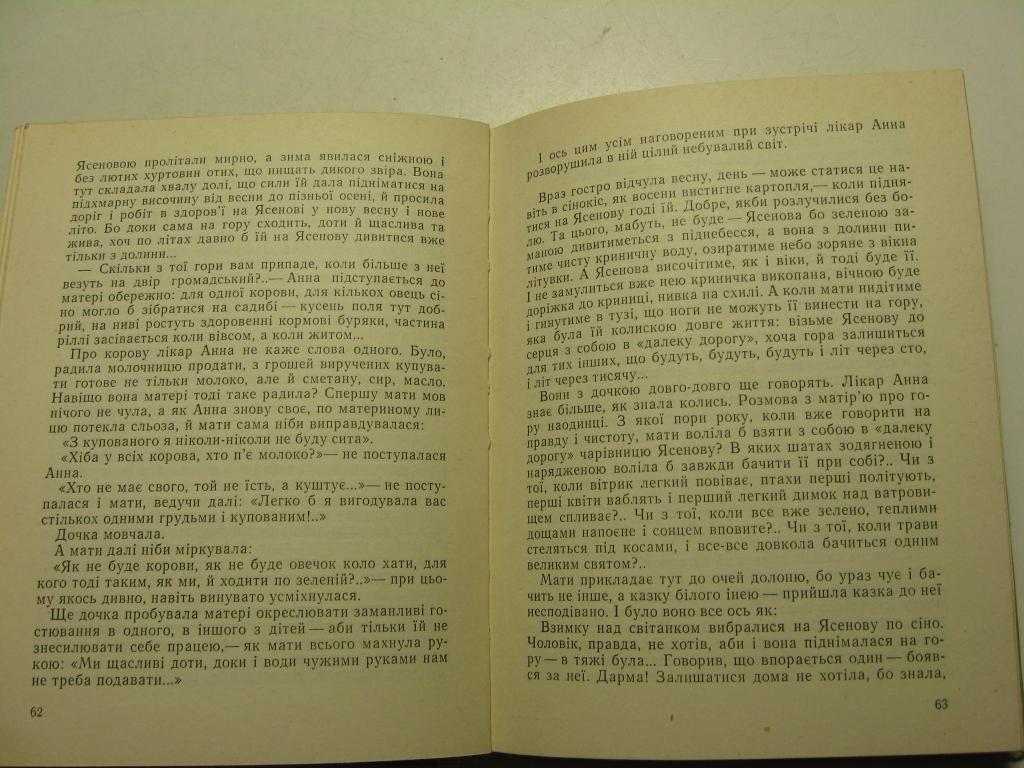 Ясеновою пролітали мирно, а зима явилася сніжною і
без лютих хуртовин отих, що нищать дикого звіра. Вона
тут складала хвалу долі, що сили їй дала підніматися на
підхмарну височину від весни до пізньої осені, й просила
доріг і робіт в здоров'ї на Ясенові у нову весну і нове
літо. Бо доки сама на гору сходить, доти й щаслива та
жива, хоч по літах давно б їй на Ясенову дивитися вже
тільки з долини...
— Скільки з тої гори вам припаде, коли більше з неї
везуть на двір громадський?..— Анна підступається до
матері обережно: для одної корови, для кількох овець сі-
но могло б зібратися на садибі — кусень поля тут доб-
рий, на ниві ростуть здоровенні кормові буряки, частина
ріллі засівається коли вівсом, а коли житом...
Про корову лікар Анна не каже слова одного. Було,
радила молочницю продати, з грошей виручених купува-
ти готове не тільки молоко, але й сметану, сир, масло.
Навіщо вона матері тоді таке радила? Спершу мати мов
нічого не чула, а як Анна знову своє, по материному ли-
цю потекла сльоза, й мати сама ніби виправдувалася:
«З купованого я ніколи-ніколи не буду сита».
«Хіба у всіх корова, хто п'є молоко?»— не поступалася
Анна.
«Хто не має свого, той не їсть, а куштує...»— не посту-
палася і мати, ведучи далі: «Легко б я вигодувала вас
стількох одними грудьми і купованим!..»
Дочка мовчала.
А мати далі ніби міркувала:
«Як не буде корови, як не буде овечок коло хати, для
кого тоді таким, як ми, й ходити по зеленій?..»— при цьо-
му якось дивно, навіть винувато усміхнулася.
Ще дочка пробувала матері окреслювати заманливі го-
стювання в одного, в іншого з дітей — аби тільки їй не
знесилювати себе працею,— як мати всього махнула ру-
кою: «Ми щасливі доти, доки і води чужими руками нам
не треба подавати...»
62
І ось цим усім наговореним при зустрічі лікар Анна
розворушила в ній цілий небувалий світ.
Враз гостро відчула весну, день — може статися це на-
віть в сінокіс, як восени вистигне картопля,— коли підня-
тися на Ясенову годі їй. Добре, якби розлучилися без бо-
лю. Та цього, мабуть, не буде — Ясенова бо зеленою за-
маною дивитиметься з піднебесся, а вона з долини пи-
тиме чисту криничну воду, озиратиме небо зоряне з вікна
літувки. А Ясенова височітиме, як і віки, й тоді буде її.
І не замулиться вже нею криничка викопана, вічною буде
доріжка до криниці, нивка на схилі. А коли мати нидітиме
і гинутиме в тузі, що ноги не можуть її винести на гору,
яка була їй колискою довге життя: візьме Ясенову до
серця з собою в «далеку дорогу», хоча гора залишиться
для тих інших, що будуть, будуть, будуть і літ через сто,
і літ через тисячу...
Вони з дочкою довго-довго ще говорять. Лікар Анна
знає більше, як знала колись. Розмова з матір'ю про го-
ру наодинці. З якої пори року, коли вже говорити на
правду і чистоту, мати воліла б взяти з собою в «далеку
дорогу» чарівницю Ясенову? В яких шатах зодягненою і
нарядженою воліла б завжди бачити її при собі?.. Чи з
тої, коли вітрик легкий повіває, птахи перші політують,
перші квіти ваблять і перший легкий димок над ватрови-
щем спливає?.. Чи з тої, коли все вже зелено, теплими
дощами напоєне і сонцем вповите?.. Чи з тої, коли трави
стеляться під косами, і все-все довкола бачиться одним
великим святом?..
Мати прикладає тут до очей долоню, бо ураз чує і ба-
чить не інше, а казку білого інею — прийшла казка до неї
несподівано. І було воно все ось як:
Взимку над світанком вибралися на Ясенову по сіно.
Чоловік, правда, не хотів, аби і вона піднімалася на го-
ру — в тяжі була... Говорив, що впорається один — бояв-
ся за неї. Дарма! Залишатися дома не хотіла, бо знала,
63